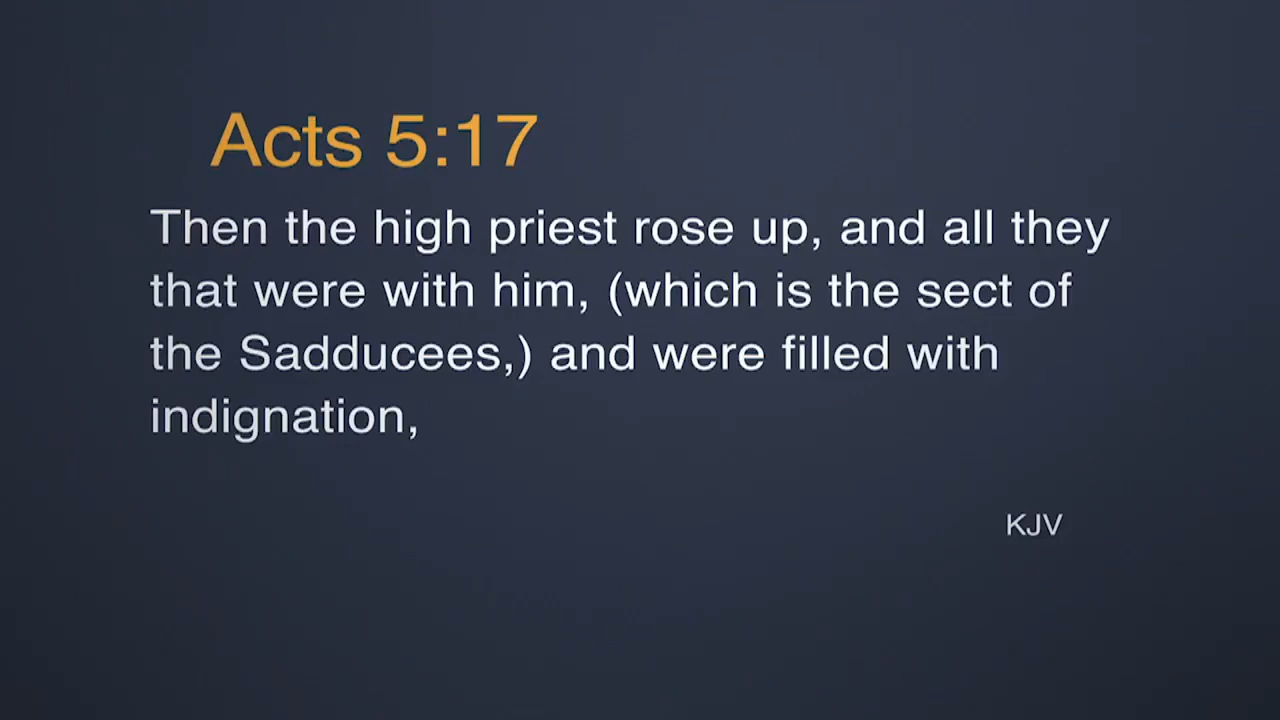 Acts 5:17
Then the high priest rose up, and all they
that were with him, (which is the sect of
the Sadducees,) and were filled with
indignation,
KJV